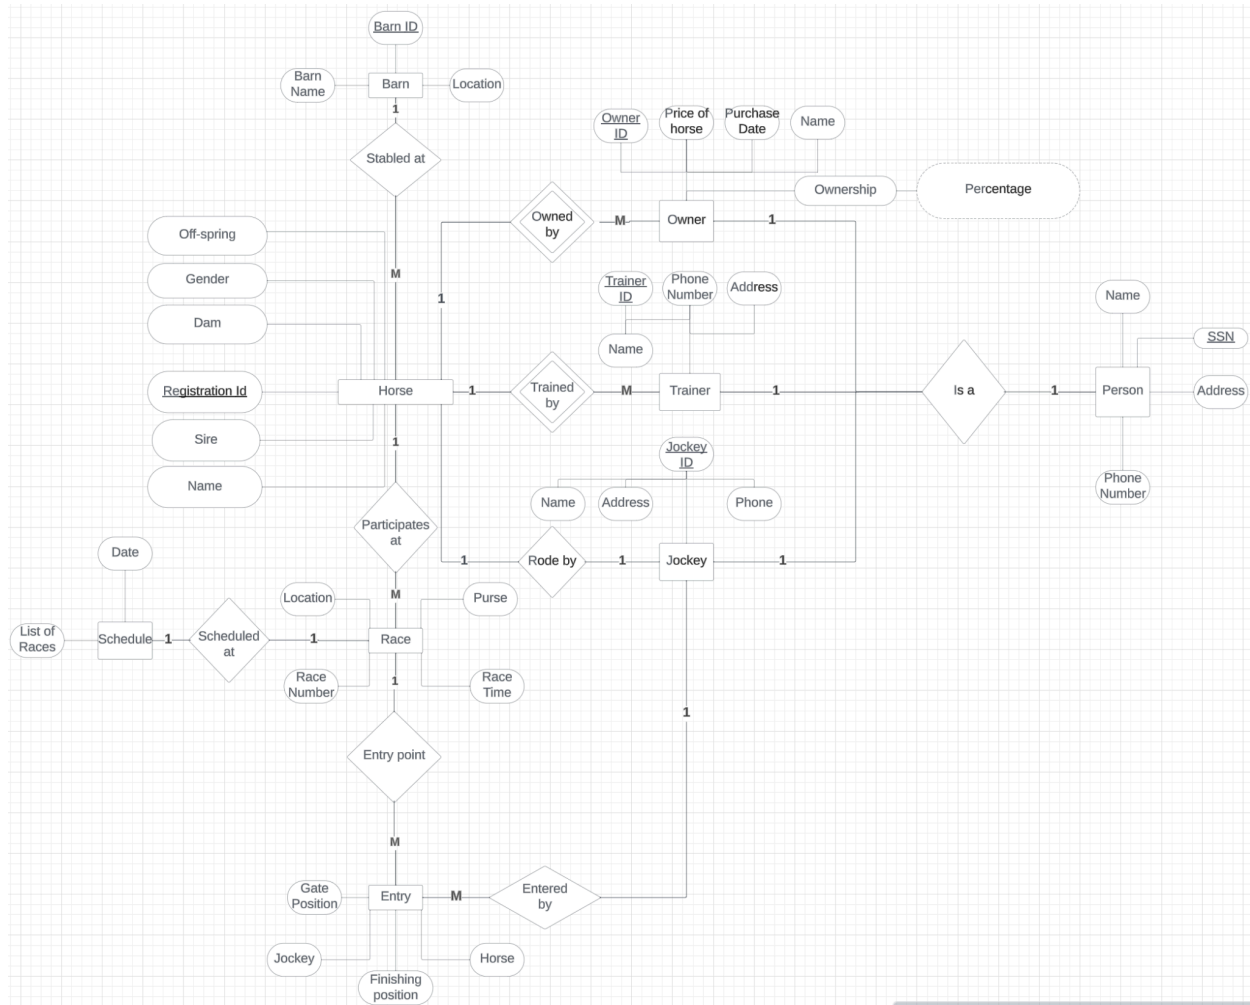 Barn ID
Barn
Name
Barn
Location
1
Stabled at
M
Owner
ID
Price of
horse
Purchase
Date
Name
Ownership
Percentage
Owned
by
M
Owner
1
1
Off-spring
Gender
Dam
Registration Id
Sire
Name
Trainer
ID
Phone
Number
Address
Name
Horse
1
Trained
by
M
Trainer
1
Is a
1
Person
Name
SSN
Address
Phone
Number
1
Participates
at
M
Jockey
ID
Name
Address
Phone
1
Rode by
1
Jockey
1
Date
List of
Races
Schedule
1
Scheduled
at
1
Location
Purse
Race
Race
Number
Race
Time
1
Entry point
M
1
Gate
Position
Entry
M
Entered
by
Jockey
Horse
Finishing
position